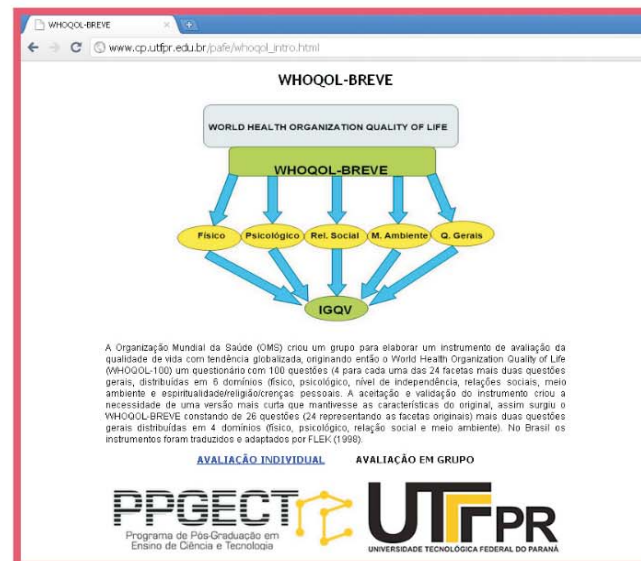 WHOQOL-BREVE
www.cp.utfpr.edu.br/pafe/whoqol_intro.html
WHOQOL-BREVE
WORLD HEALTH ORGANIZATION QUALITY OF LIFE
WHOQOL-BREVE
Físico Psicológico Rel. Social M. Ambiente Q. Gerais
IGQV
A Organização Mundial da Saúde (OMS) criou um grupo para elaborar um instrumento de avaliação da
qualidade de vida com tendência globalizada, originando então o World Health Organization Quality of Life
(WHOQOL-100) um questionário com 100 questões (4 para cada uma das 24 facetas mais duas questões
gerais, distribuídas em 6 domínios (físico, psicológico, nível de independência, relações sociais, meio
ambiente e espiritualidade/religião/crenças pessoais. A aceitação e validação do instrumento criou a
necessidade de uma versão mais curta que mantivesse as características do original, assim surgiu o
WHOQOL-BREVE constando de 26 questões (24 representando as facetas originais) mais duas questões
gerais distribuídas em 4 domínios (físico, psicológico, relação social e meio ambiente). No Brasil os
instrumentos foram traduzidos e adaptados por FLEK (1998).
AVALIAÇÃO INDIVIDUAL AVALIAÇÃO EM GRUPO
PPGECT
Programa de Pós-Graduação em
Ensino de Ciência e Tecnologia
UTFPR
UNIVERSIDADE TECNOLÓGICA FEDERAL DO PARANÁ